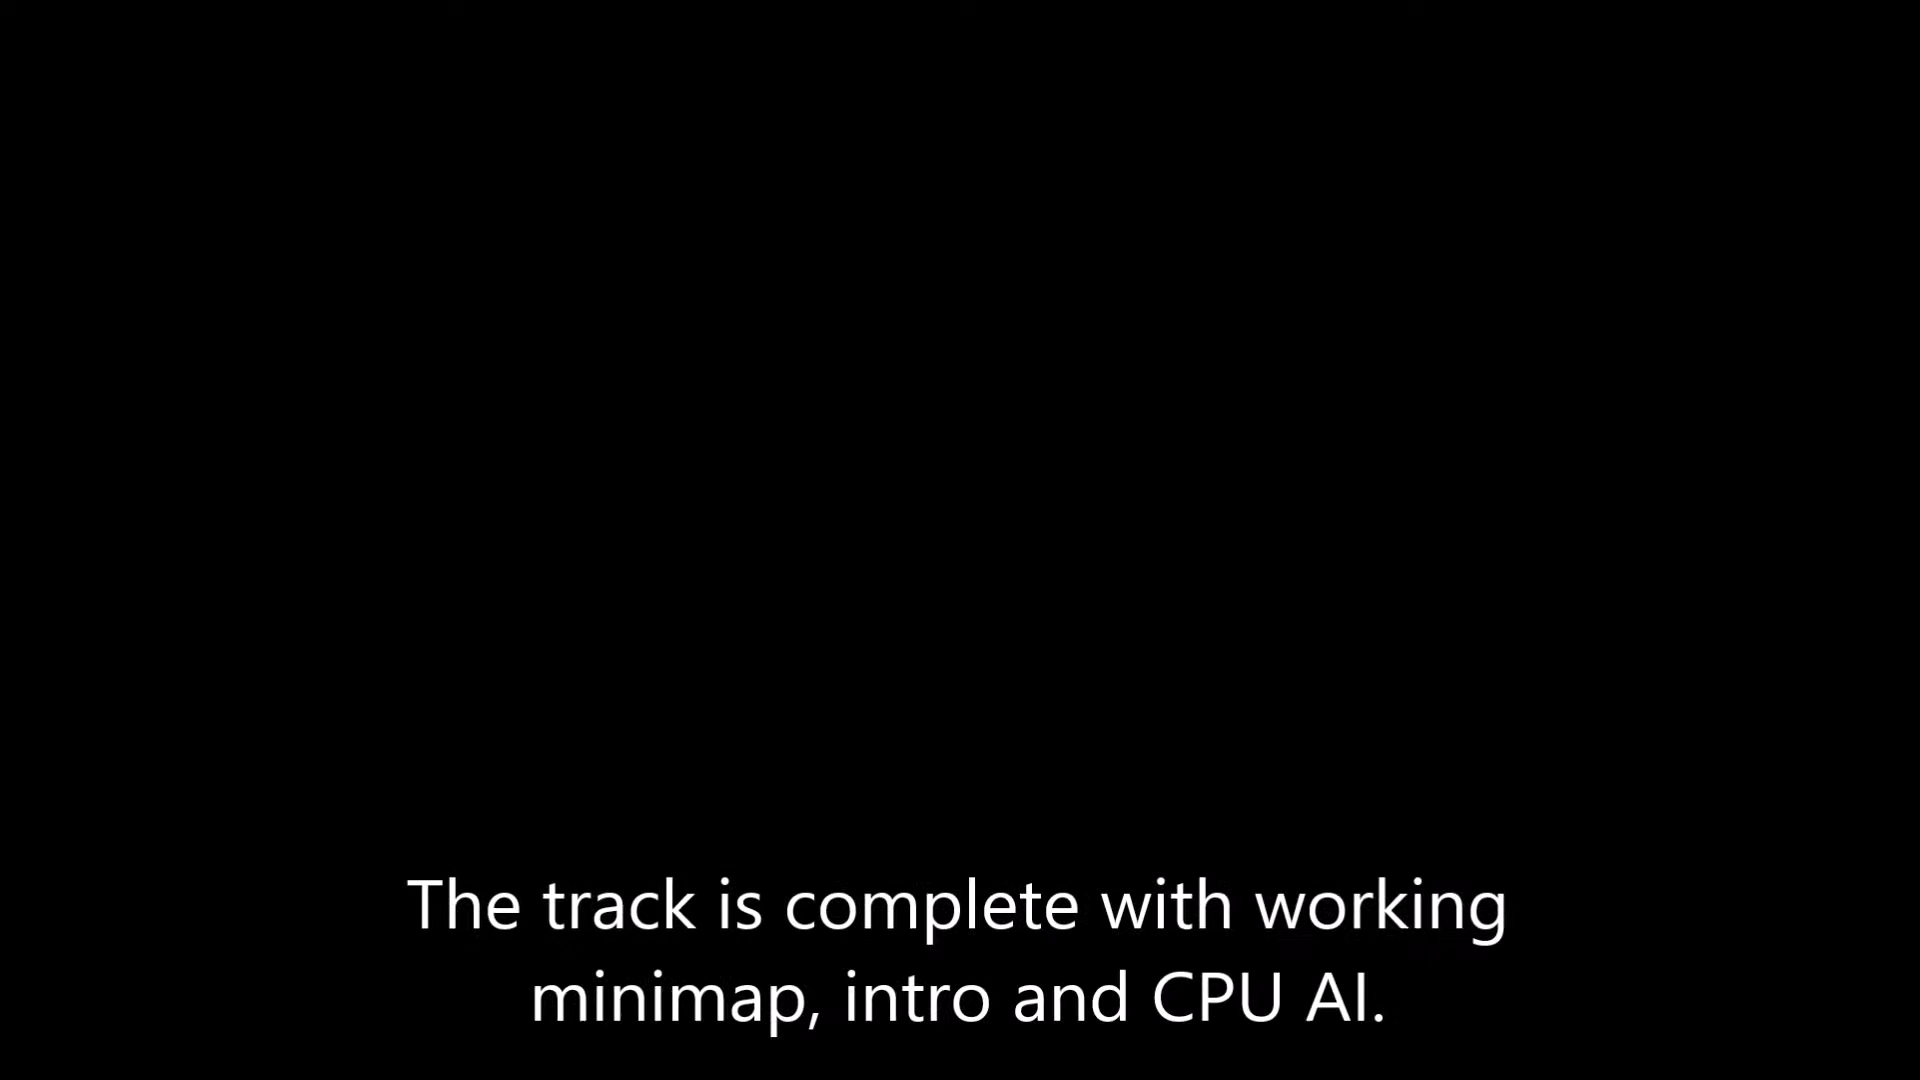 The track is complete with working
minimap, intro and CPU AI.